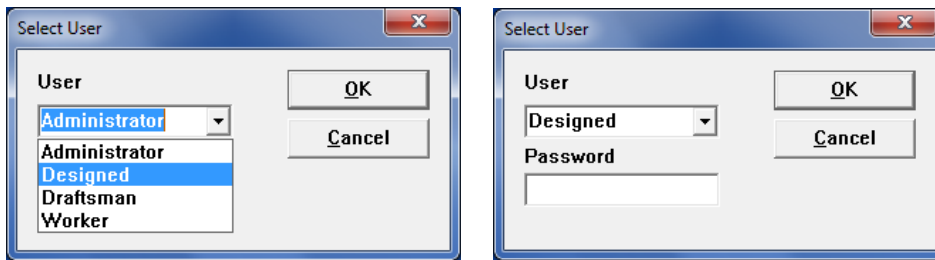 Select User
User
Administrator
Administrator
Designed
Draftsman
Worker
OK
Cancel
Select User
User
Designed
Password
OK
Cancel